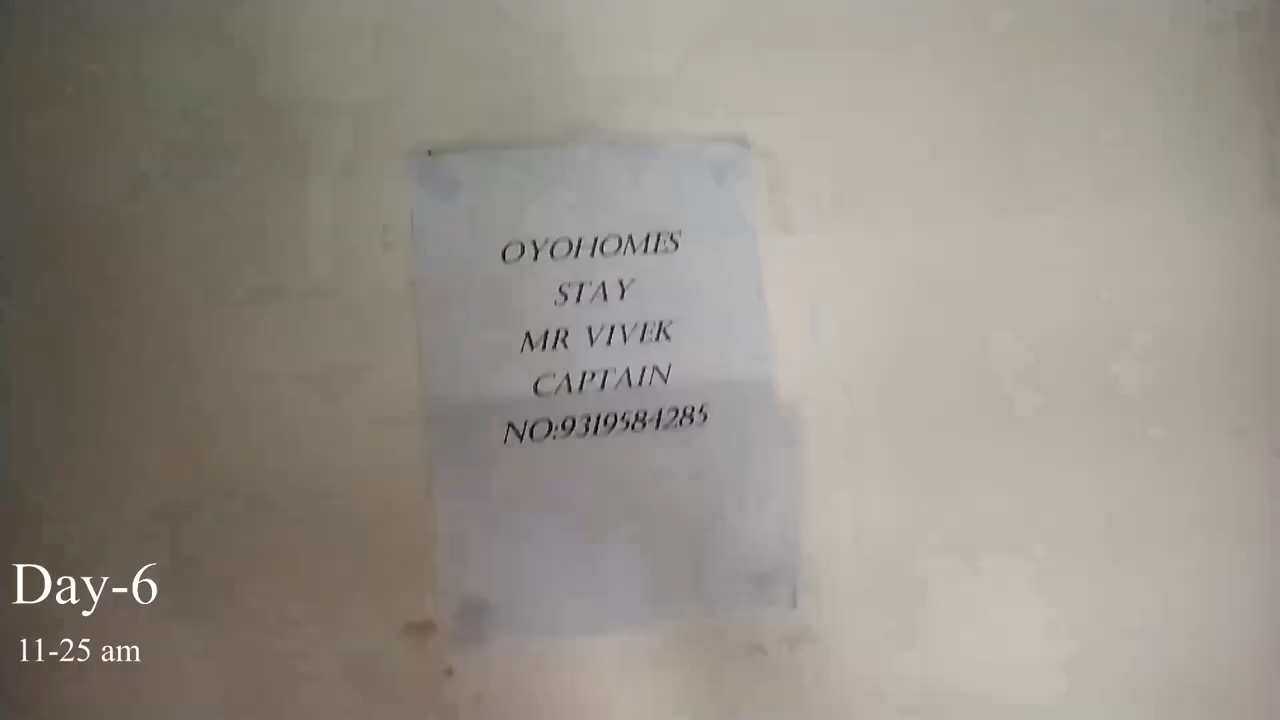 OYOHOMES
STAY
MR VIVEK
CAPTAIN
NO:9319584285
Day-6
11-25 am